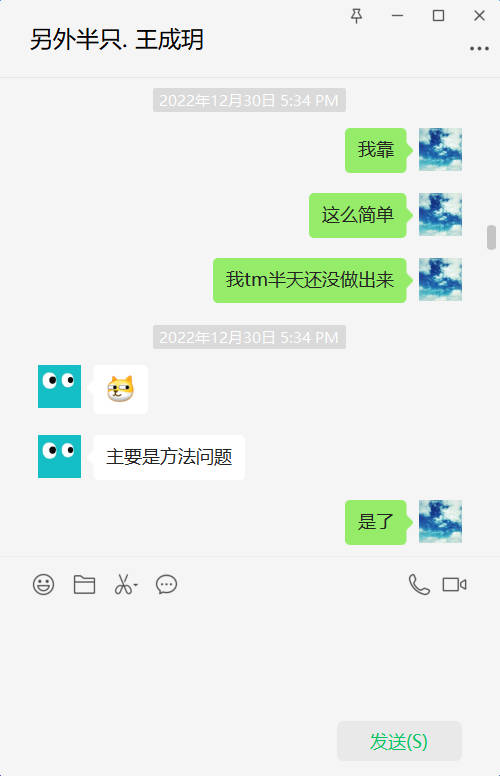 另外半只. 王成玥
2022年12月30日 5:34 PM
我靠
这么简单
我tm半天还没做出来
2022年12月30日 5:34 PM
主要是方法问题
是了
发送(S)